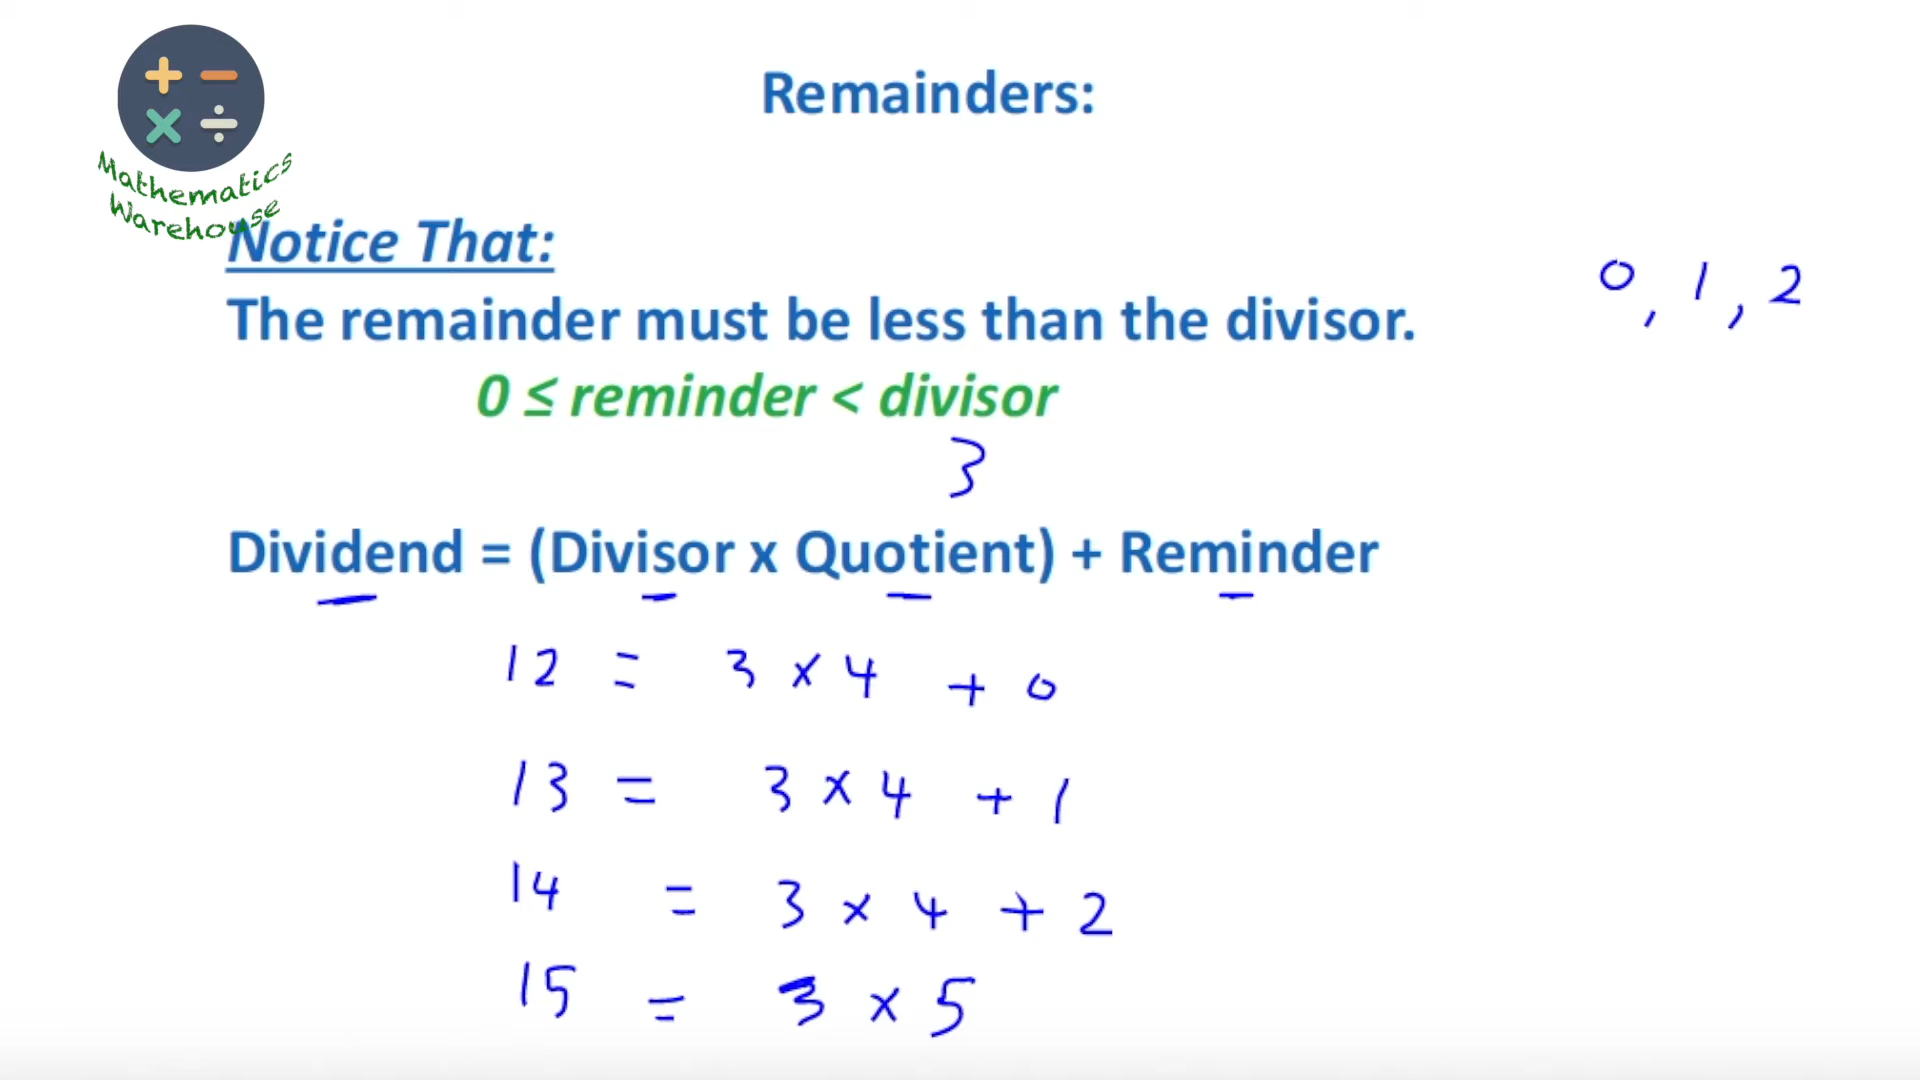 Mathematics
Warehouse
Remainders:
Notice That:
0, 1, 2
The remainder must be less than the divisor.
0 ≤ reminder < divisor
3
Dividend = (Divisor x Quotient) + Reminder
12 = 3 × 4 + 0
13 = 3 × 4 + 1
14 = 3 × 4 + 2
15 = 3 × 5